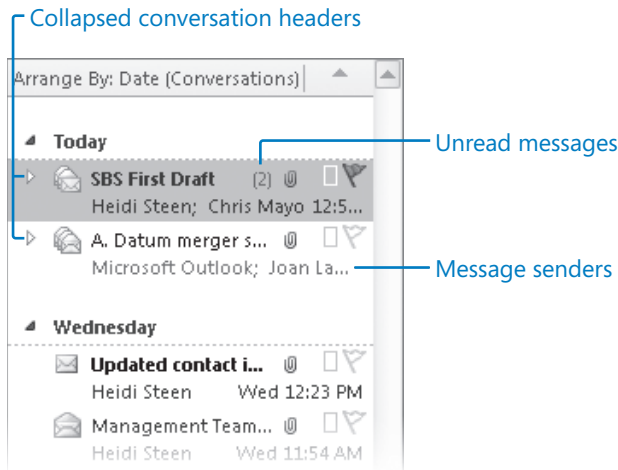 Collapsed conversation headers
Arrange By: Date (Conversations)
Today
Unread messages
SBS First Draft (2)
Heidi Steen; Chris Mayo 12:5...
A. Datum merger s...
Microsoft Outlook; Joan La...
Message senders
Wednesday
Updated contact i...
Heidi Steen Wed 12:23 PM
Management Team...
Heidi Steen Wed 11:54 AM